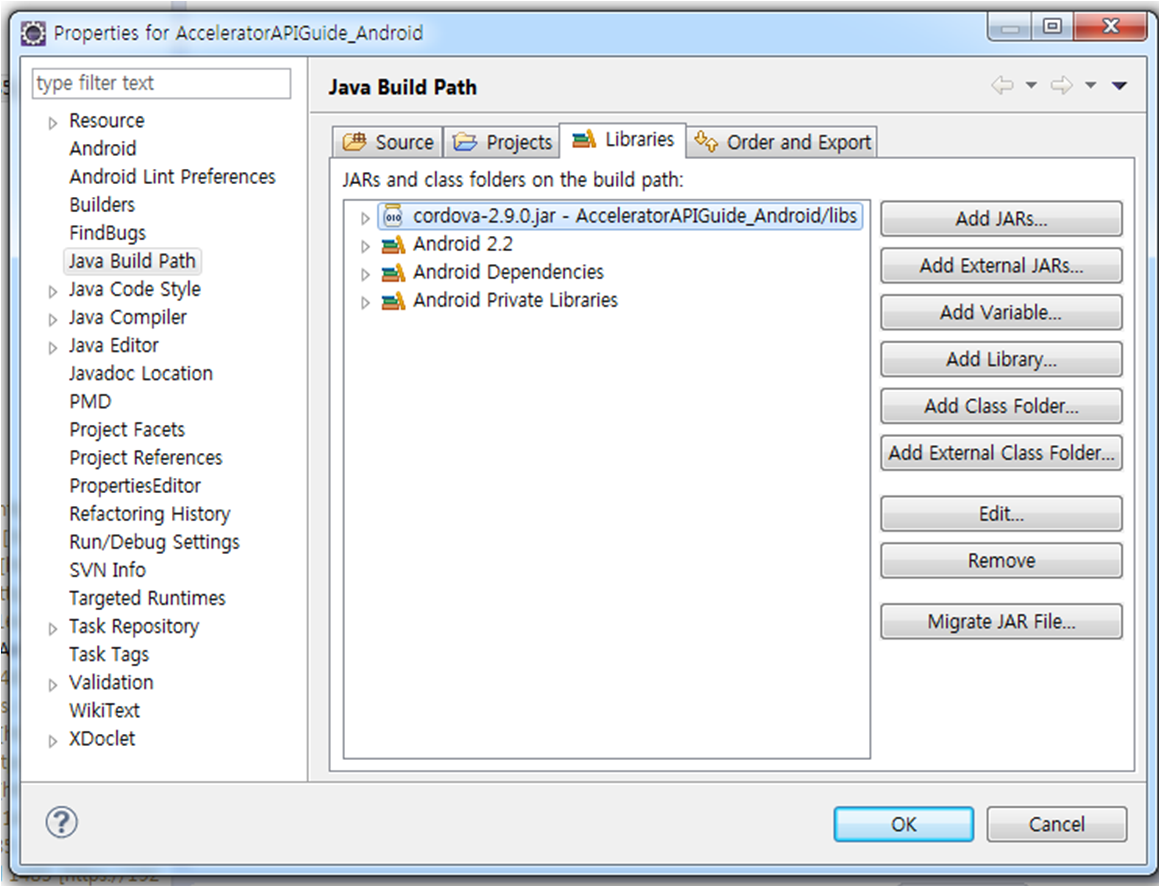 Properties for AcceleratorAPIGuide_Android
type filter text
Resource
Android
Android Lint Preferences
Builders
FindBugs
Java Build Path
Java Code Style
Java Compiler
Java Editor
Javadoc Location
PMD
Project Facets
Project References
PropertiesEditor
Refactoring History
Run/Debug Settings
SVN Info
Targeted Runtimes
Task Repository
Task Tags
Validation
WikiText
XDoclet
Java Build Path
Source Projects Libraries Order and Export
JARs and class folders on the build path:
cordova-2.9.0.jar - AcceleratorAPIGuide_Android/libs
Android 2.2
Android Dependencies
Android Private Libraries
Add JARs...
Add External JARs...
Add Variable...
Add Library...
Add Class Folder...
Add External Class Folder...
Edit...
Remove
Migrate JAR File...
OK
Cancel